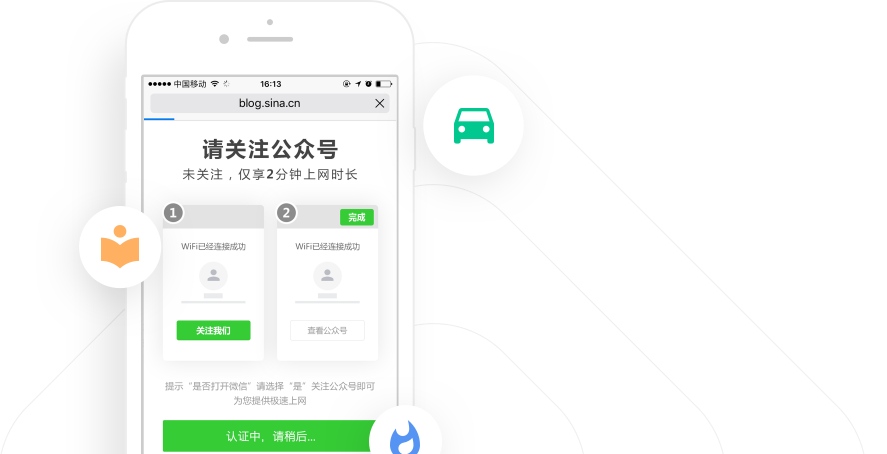 中国移动 16:13
blog.sina.cn
请关注公众号
未关注，仅享2分钟上网时长
1 2 完成
WiFi已经连接成功 WiFi已经连接成功
关注我们 查看公众号
提示“是否打开微信”请选择“是”关注公众号即可
为您提供极速上网
认证中，请稍后...